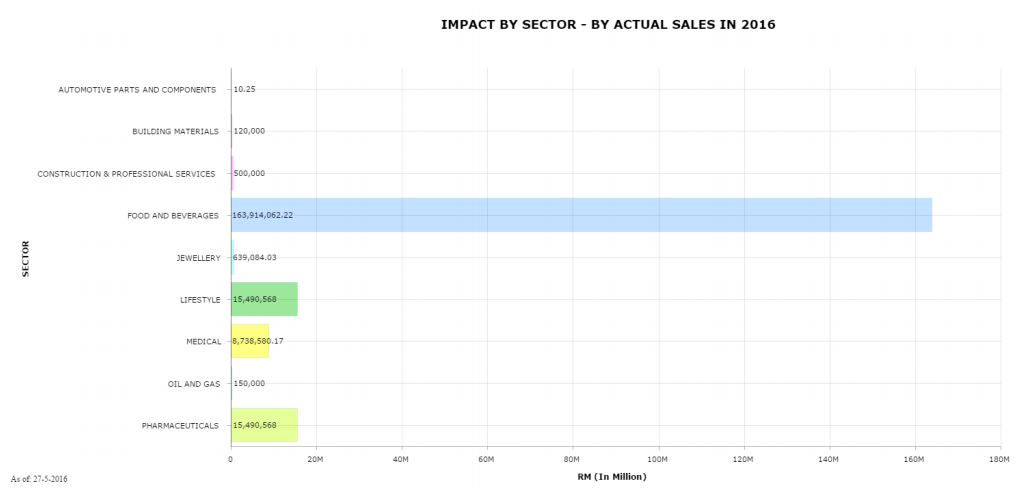 IMPACT BY SECTOR - BY ACTUAL SALES IN 2016
AUTOMOTIVE PARTS AND COMPONENTS 10.25
BUILDING MATERIALS 120,000
CONSTRUCTION & PROFESSIONAL SERVICES 500,000
FOOD AND BEVERAGES 163,914,062.22
JEWELLERY 639,084.03
LIFESTYLE 15,490,568
MEDICAL 8,738,580.17
OIL AND GAS 150,000
PHARMACEUTICALS 15,490,568
SECTOR
0 20M 40M 60M 80M 100M 120M 140M 160M 180M
RM (In Million)
As of: 27-5-2016